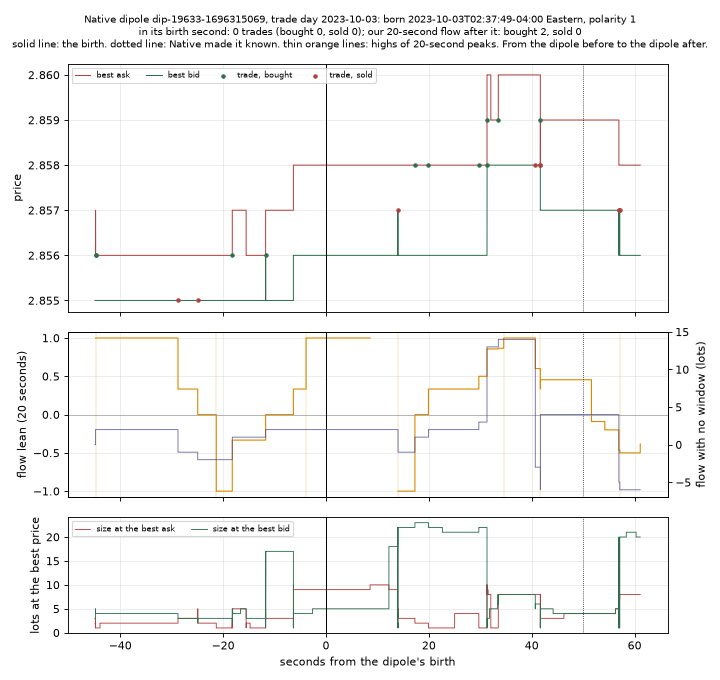 Native dipole dip-19633-1696315069, trade day 2023-10-03: born 2023-10-03T02:37:49-04:00 Eastern, polarity 1
in its birth second: 0 trades (bought 0, sold 0); our 20-second flow after it: bought 2, sold 0
solid line: the birth. dotted line: Native made it known. thin orange lines: highs of 20-second peaks. From the dipole before to the dipole after.
best ask
best bid
trade, bought
trade, sold
2.860
2.859
2.858
2.857
2.856
2.855
price
1.0
0.5
0.0
−0.5
−1.0
flow lean (20 seconds)
15
10
5
0
−5
flow with no window (lots)
size at the best ask
size at the best bid
20
15
10
5
0
lots at the best price
−40
−20
0
20
40
60
seconds from the dipole's birth